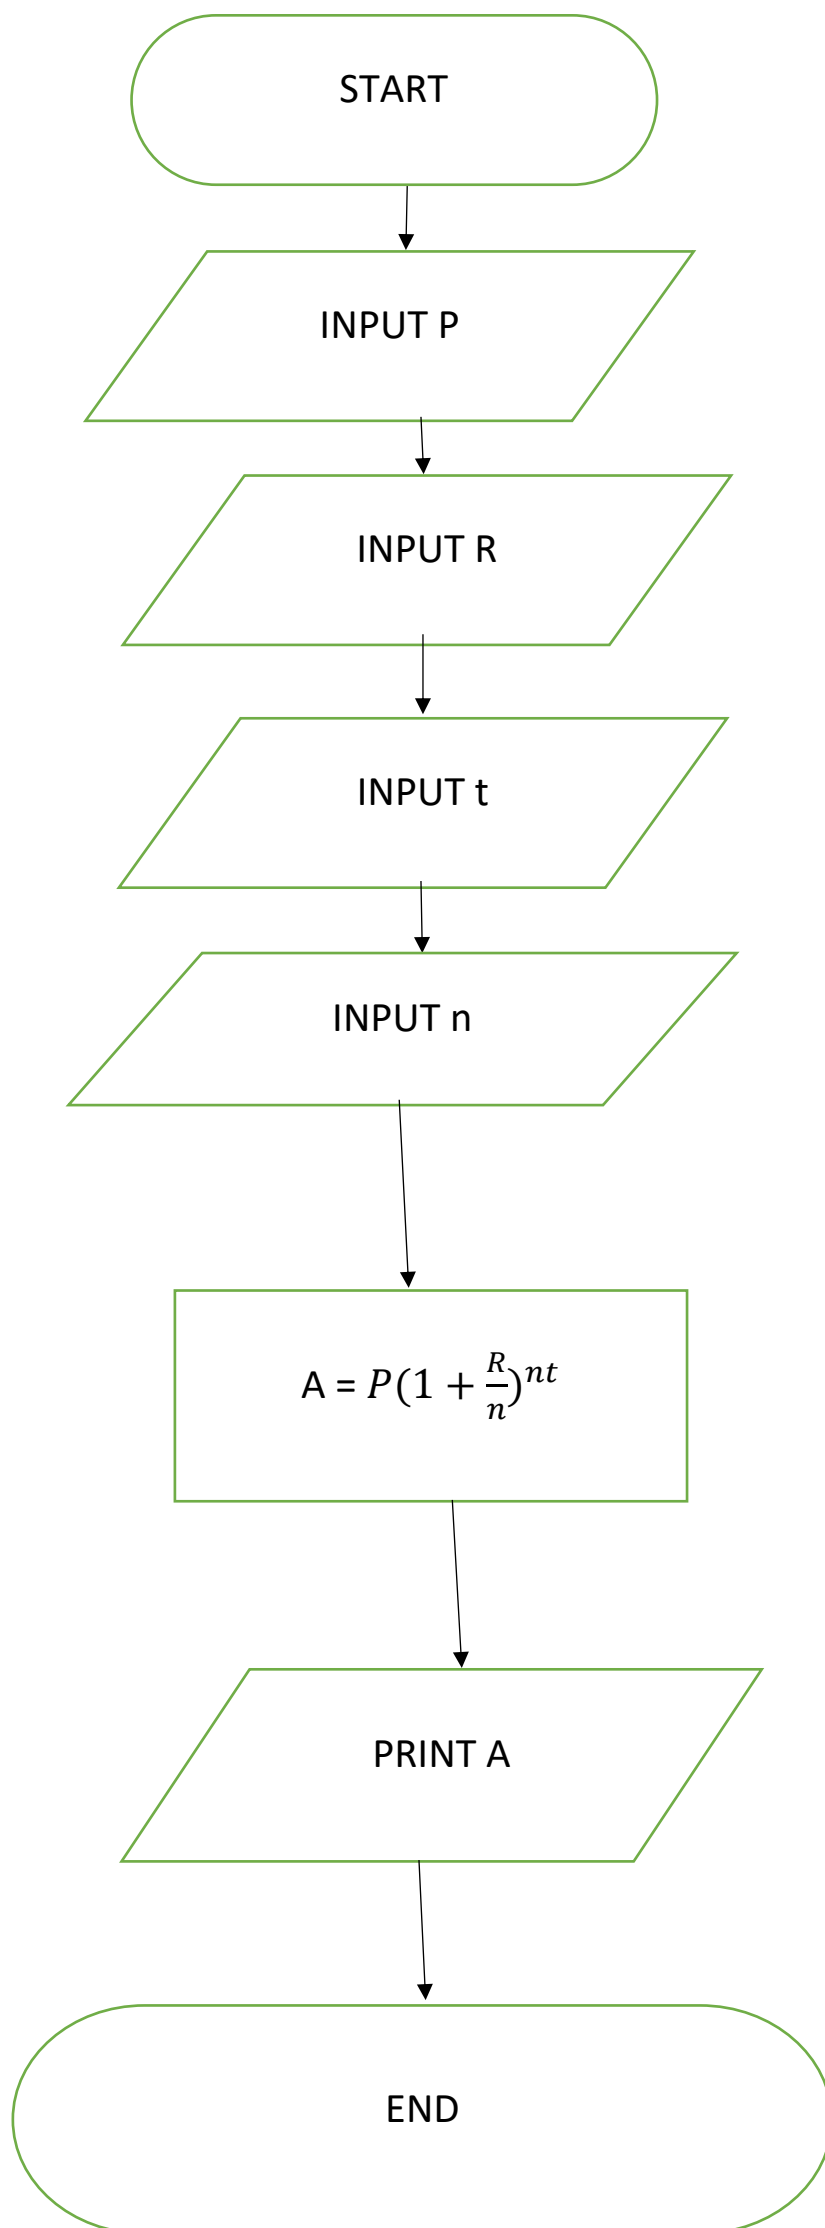 START
INPUT P
INPUT R
INPUT t
INPUT n
A = P(1 + R/n)^nt
PRINT A
END